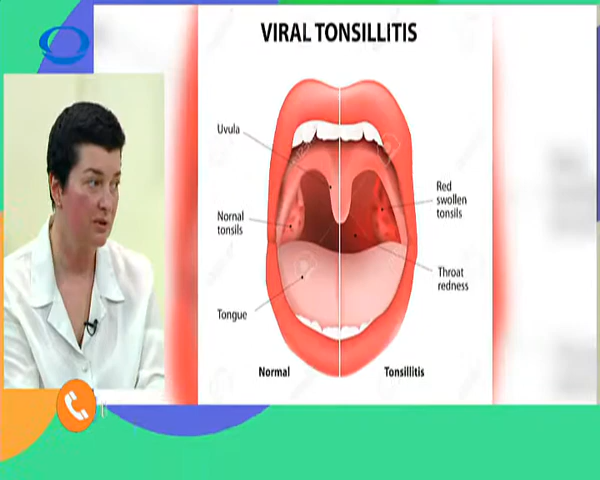 VIRAL TONSILLITIS
Uvula
Nornal
tonsils
Tongue
Red
swollen
tonsils
Throat
redness
Normal
Tonsillitis